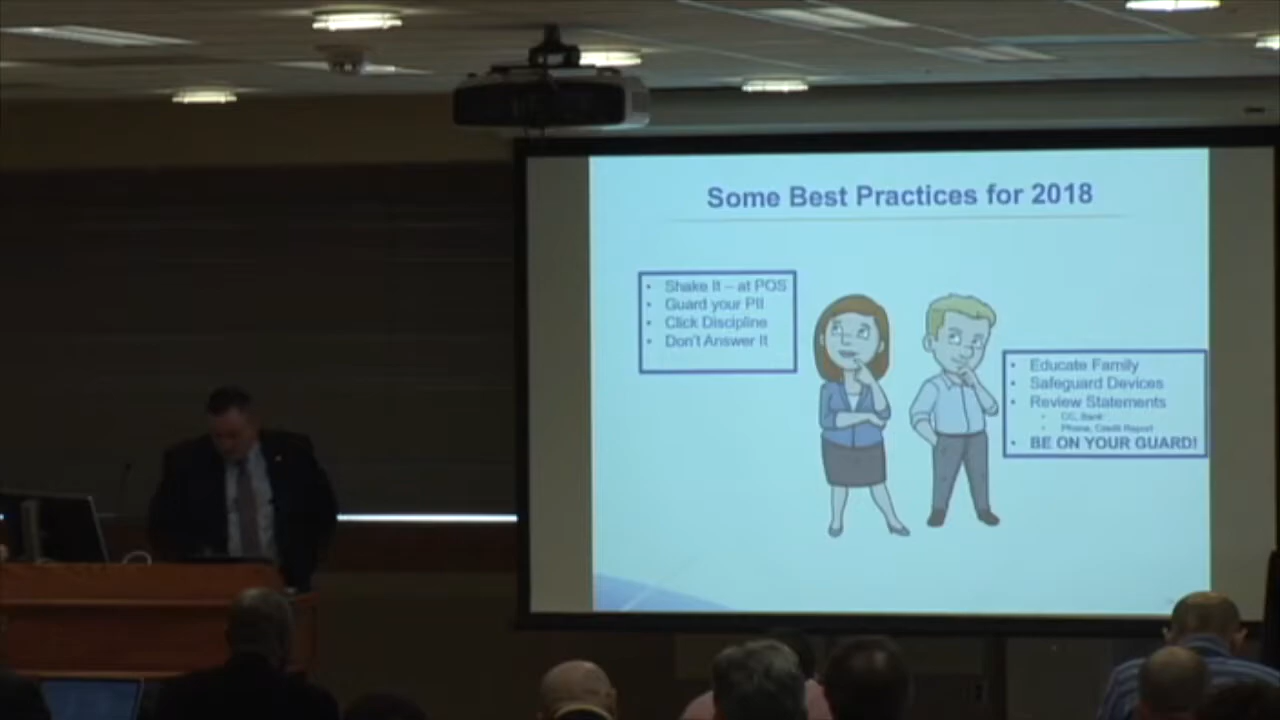 Some Best Practices for 2018
• Shake It – at POS
• Guard your PII
• Click Discipline
• Don't Answer It
• Educate Family
• Safeguard Devices
• Review Statements
• CC, Bank
• Phone, Credit Report
• BE ON YOUR GUARD!